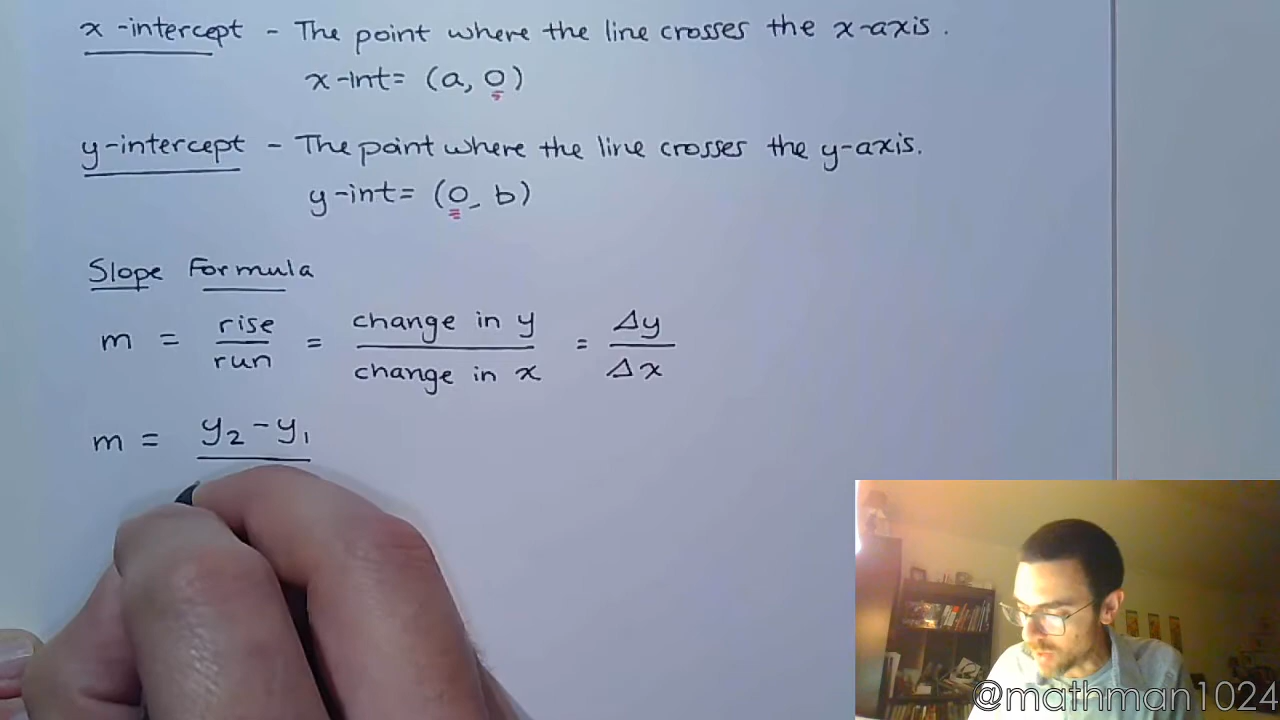 x-intercept - The point where the line crosses the x-axis.
x-int= (a, 0)
y-intercept - The point where the line crosses the y-axis.
y-int= (0, b)
Slope Formula
m = rise/run = change in y/change in x = Δy/Δx
m = y₂-y₁
@mathman1024